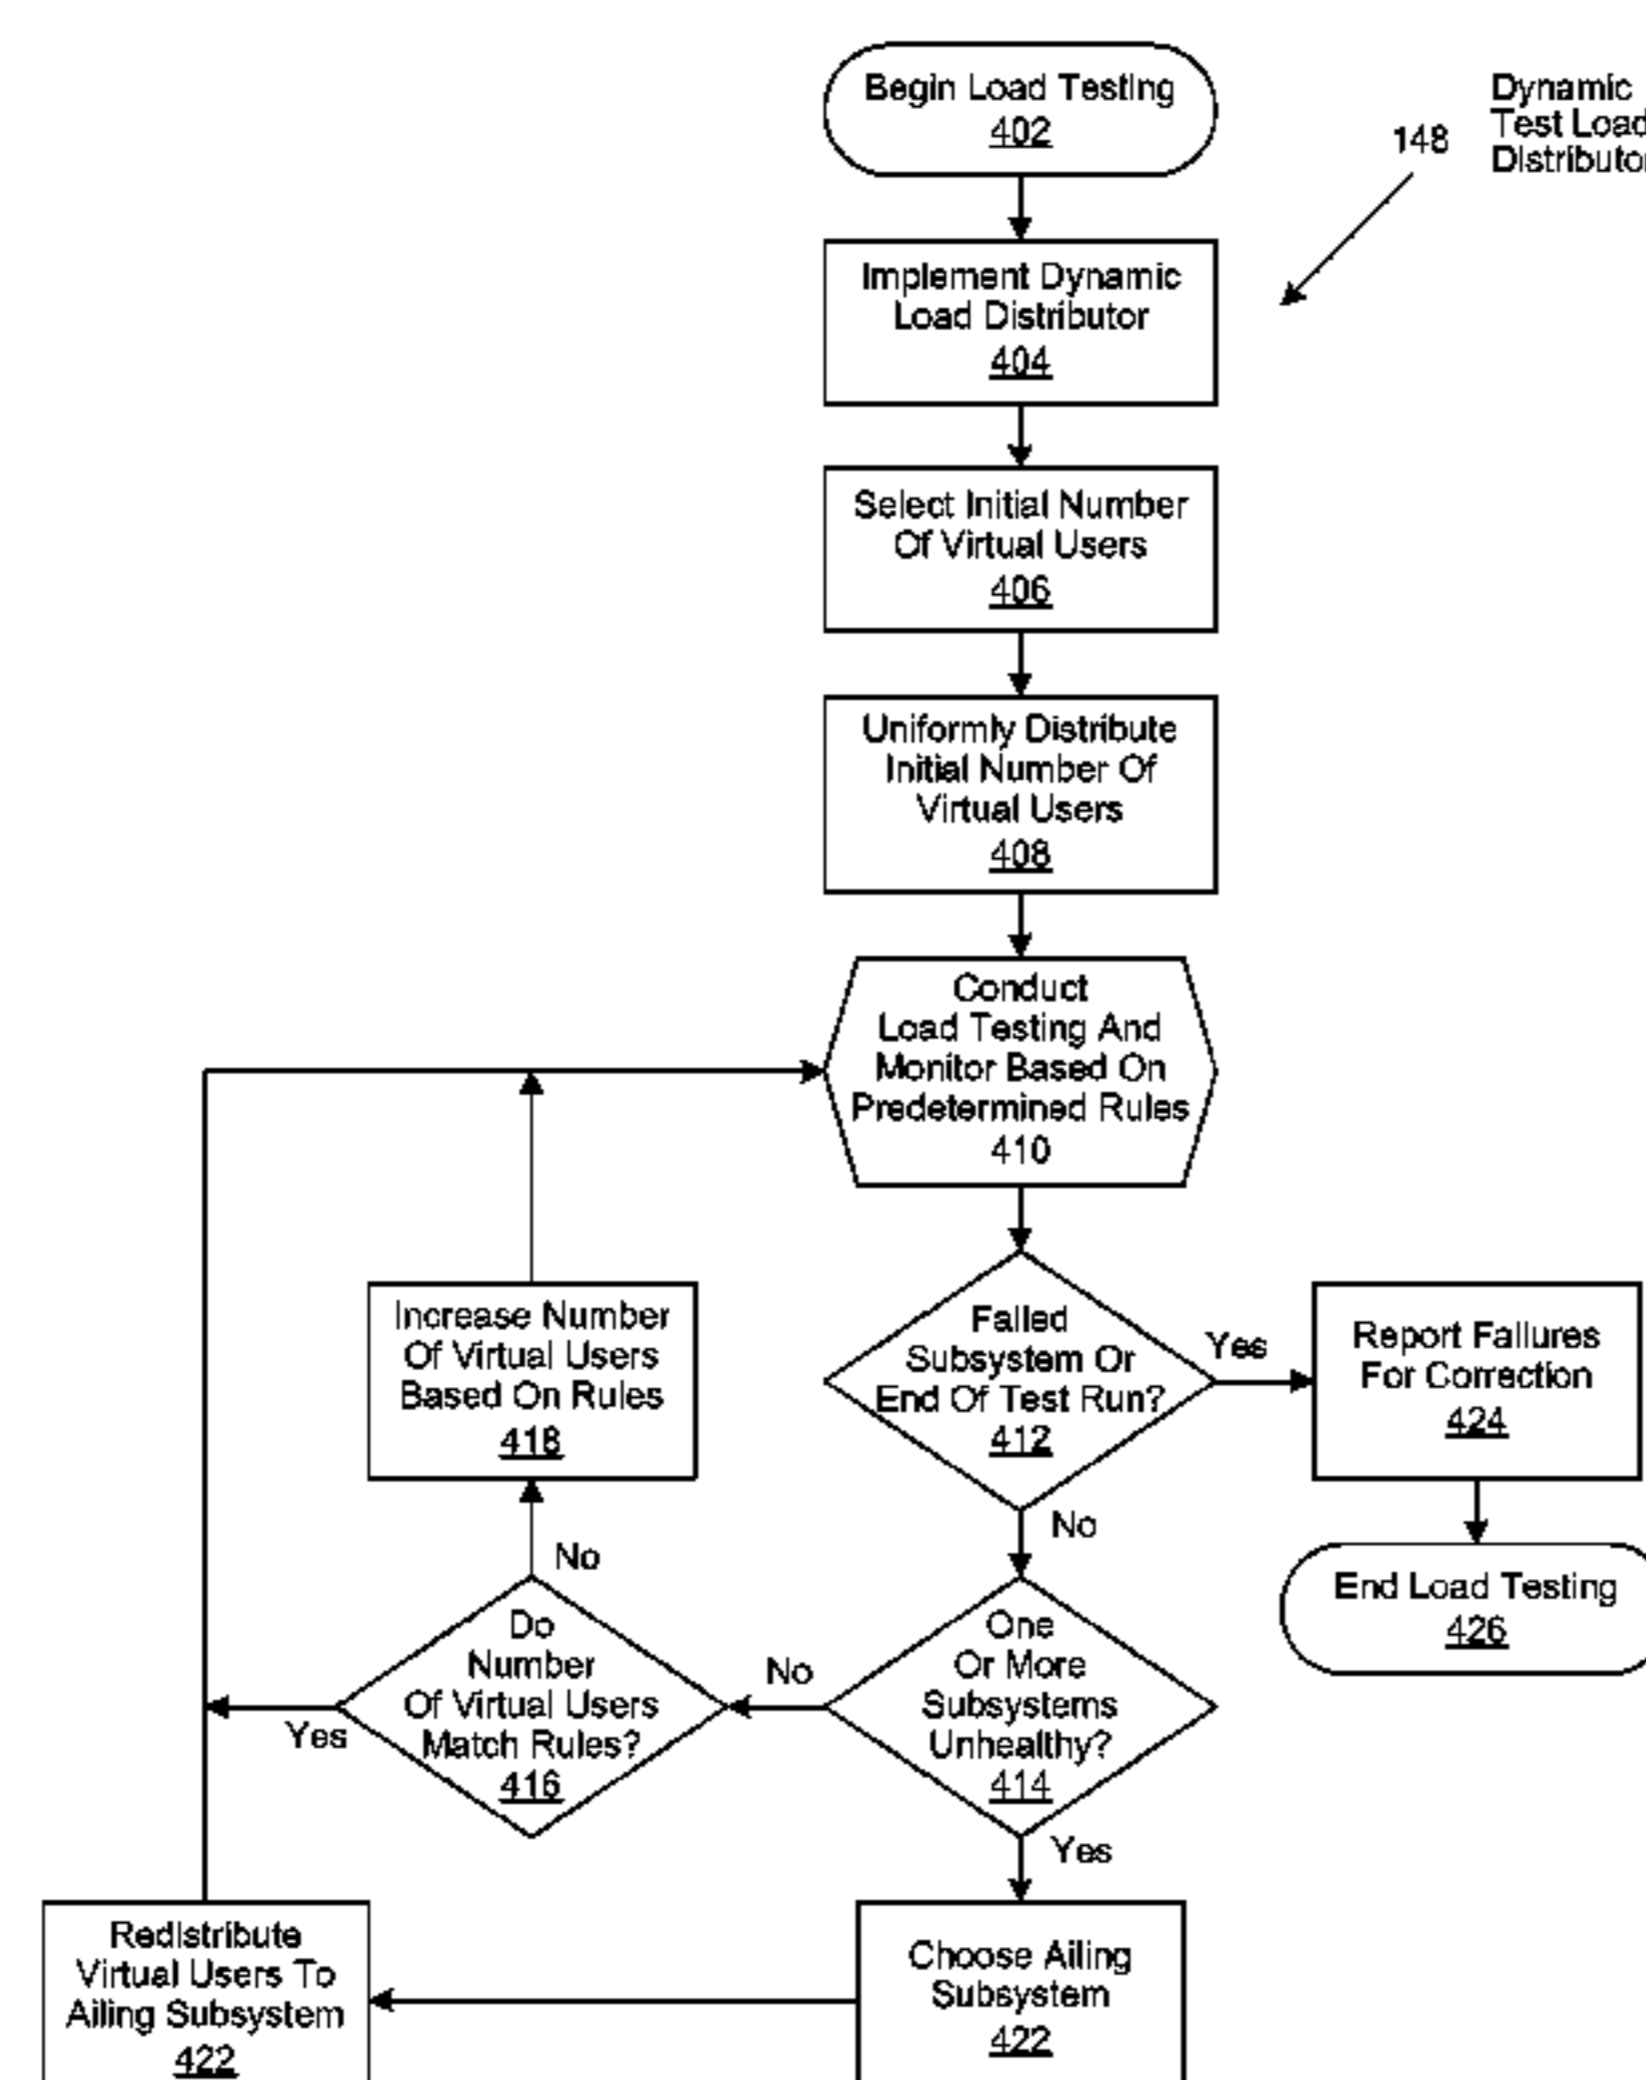 Begin Load Testing
402
148
Dynamic
Test Load
Distributor
Implement Dynamic
Load Distributor
404
Select Initial Number
Of Virtual Users
406
Uniformly Distribute
Initial Number Of
Virtual Users
408
Conduct
Load Testing And
Monitor Based On
Predetermined Rules
410
Failed
Subsystem Or
End Of Test Run?
412
Yes
Report Failures
For Correction
424
Increase Number
Of Virtual Users
Based On Rules
418
No
End Load Testing
426
No
One
Or More
Subsystems
Unhealthy?
414
No
Do
Number
Of Virtual Users
Match Rules?
416
Yes
Yes
Choose Ailing
Subsystem
422
Redistribute
Virtual Users To
Ailing Subsystem
422